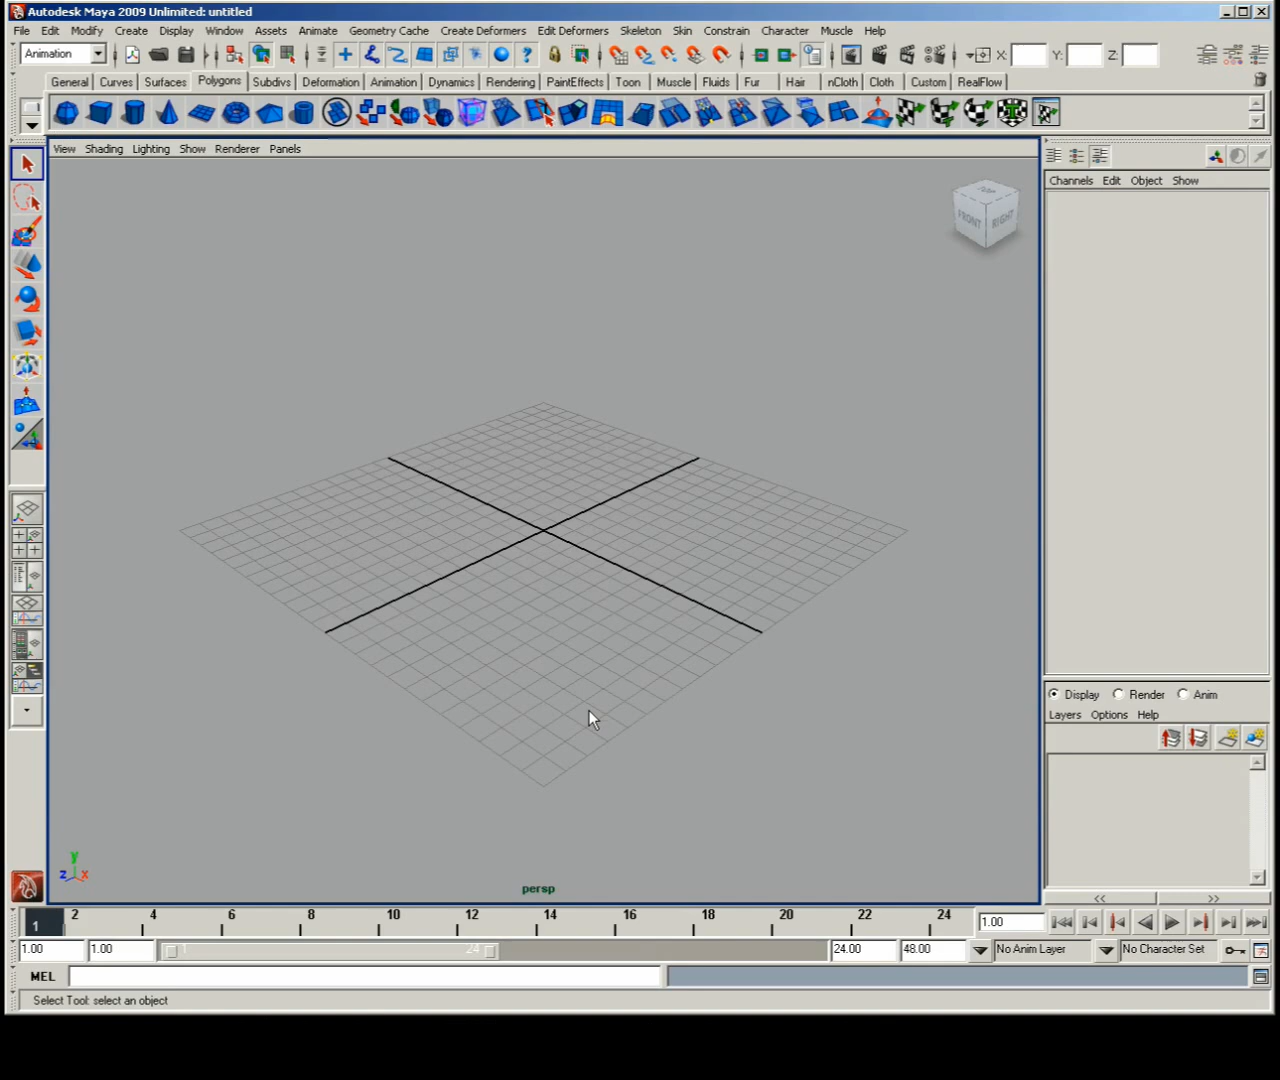 Autodesk Maya 2009 Unlimited: untitled
File Edit Modify Create Display Window Assets Animate Geometry Cache Create Deformers Edit Deformers Skeleton Skin Constrain Character Muscle Help
Animation X: Y: Z:
General Curves Surfaces Polygons Subdivs Deformation Animation Dynamics Rendering PaintEffects Toon Muscle Fluids Fur Hair nCloth Cloth Custom RealFlow
View Shading Lighting Show Renderer Panels
Channels Edit Object Show
TOP
FRONT RIGHT
Display Render Anim
Layers Options Help
y
z x
persp
1 2 4 6 8 10 12 14 16 18 20 22 24 1.00
1.00 1.00 1 24 24.00 48.00 No Anim Layer No Character Set
MEL
Select Tool: select an object